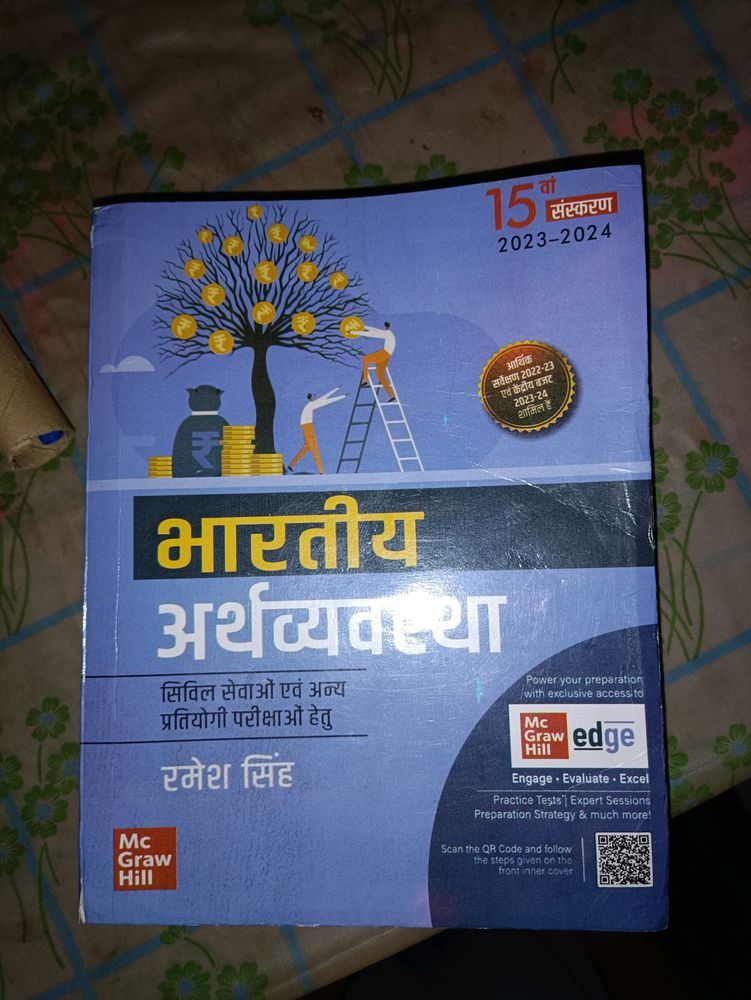 15 वां
संस्करण
2023–2024
आर्थिक
सर्वेक्षण 2022-23
एवं केंद्रीय बजट
2023-24
शामिल हैं
भारतीय
अर्थव्यवस्था
सिविल सेवाओं एवं अन्य
प्रतियोगी परीक्षाओं हेतु
रमेश सिंह
Mc
Graw
Hill
Power your preparation
with exclusive access to
Mc
Graw
Hill
edge
Engage · Evaluate · Excel
Practice Tests* | Expert Sessions
Preparation Strategy & much more!
Scan the QR Code and follow
the steps given on the
front inner cover